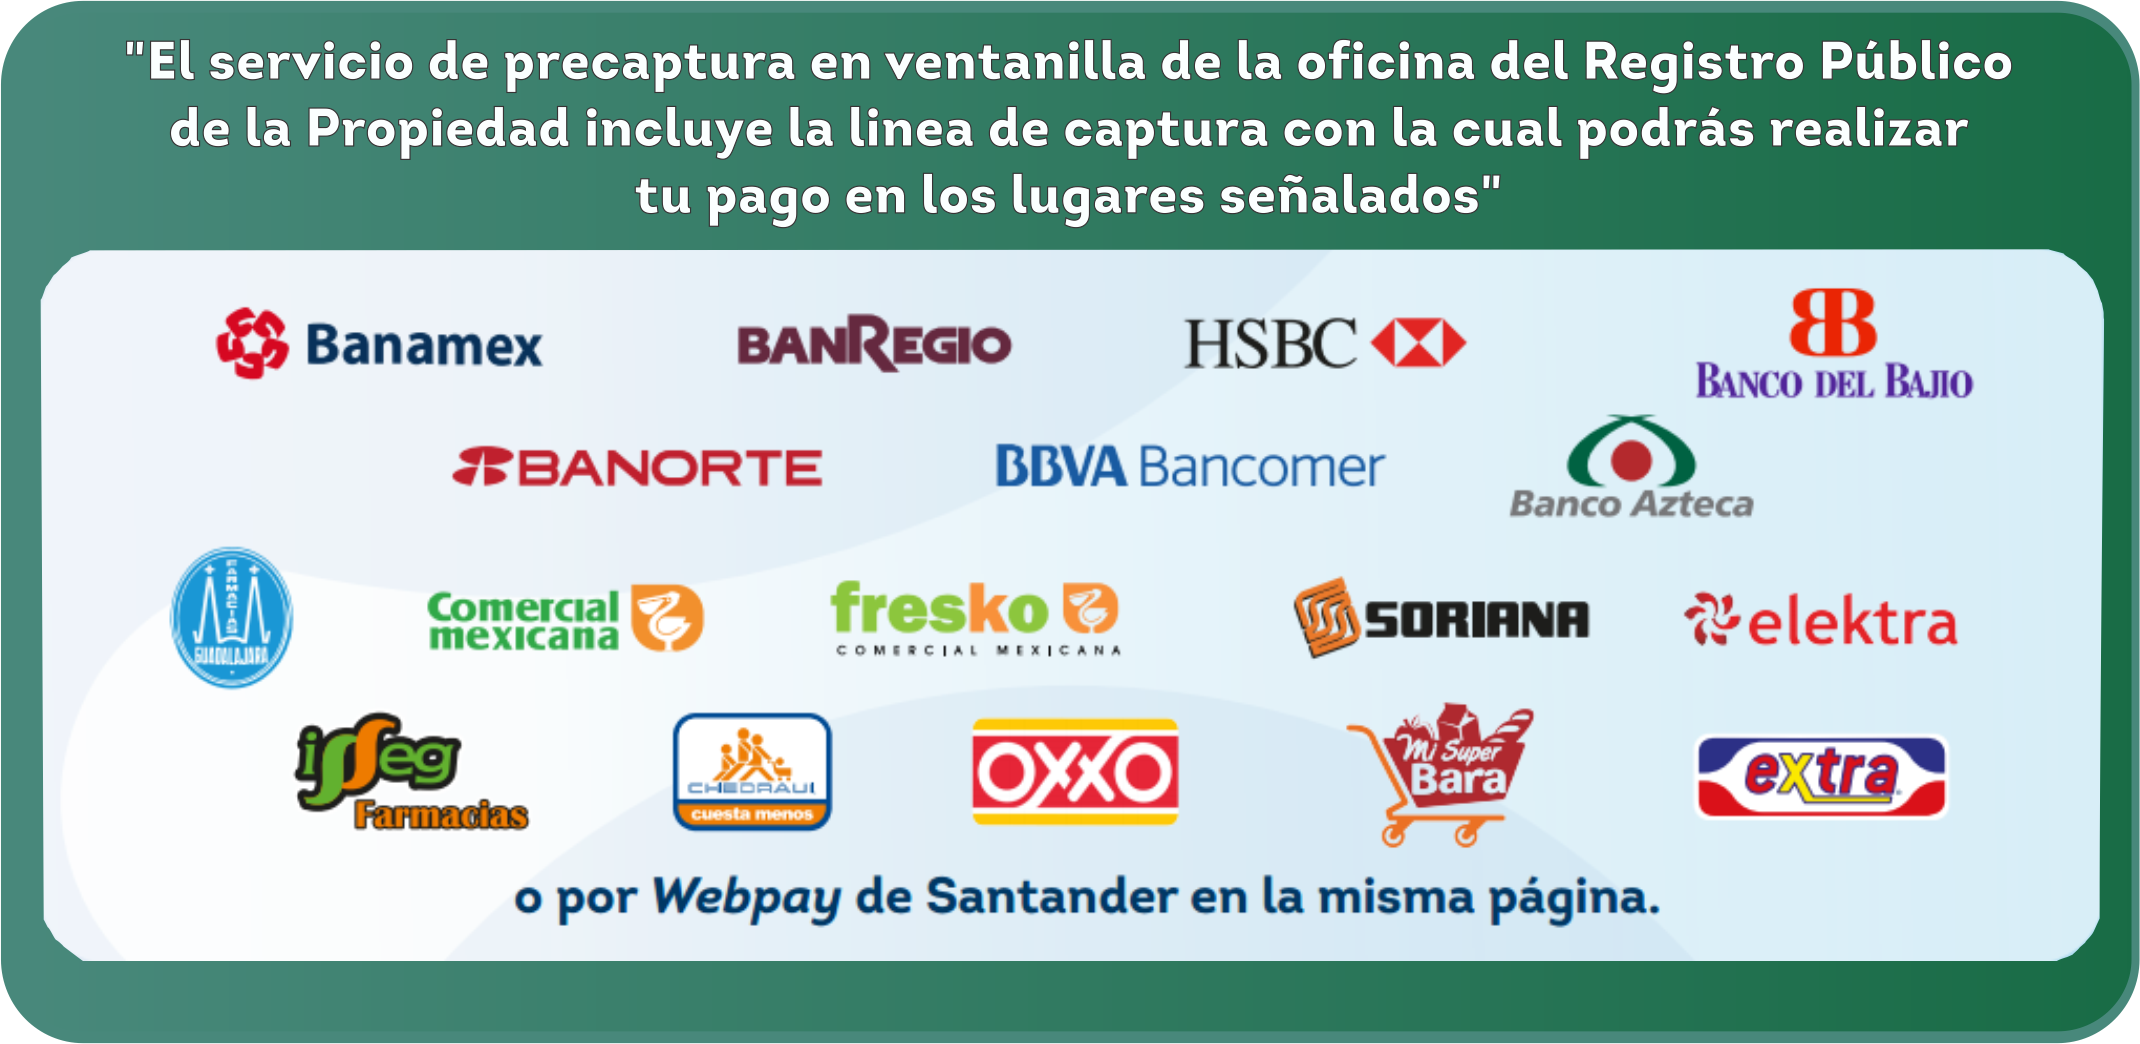 "El servicio de precaptura en ventanilla de la oficina del Registro Público
de la Propiedad incluye la linea de captura con la cual podrás realizar
tu pago en los lugares señalados"
Banamex
BANREGIO
HSBC
BANCO DEL BAJIO
BANORTE
BBVA Bancomer
Banco Azteca
FARMACIAS
GUADALAJARA
Comercial
mexicana
fresko
COMERCIAL MEXICANA
SORIANA
elektra
isseg
Farmacias
CHEDRAUI
cuesta menos
OXXO
Mi Super
Bara
extra
o por Webpay de Santander en la misma página.